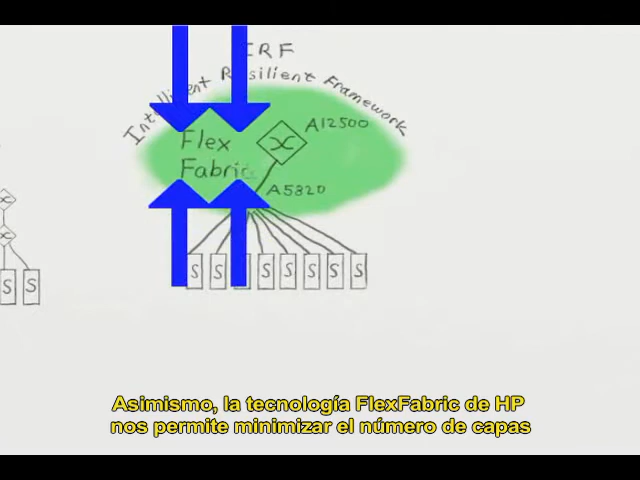 IRF
Intelligent Resilient Framework
A12500
Flex
Fabric
A5820
S S S S S S S S
S S
Asimismo, la tecnología FlexFabric de HP
nos permite minimizar el número de capas